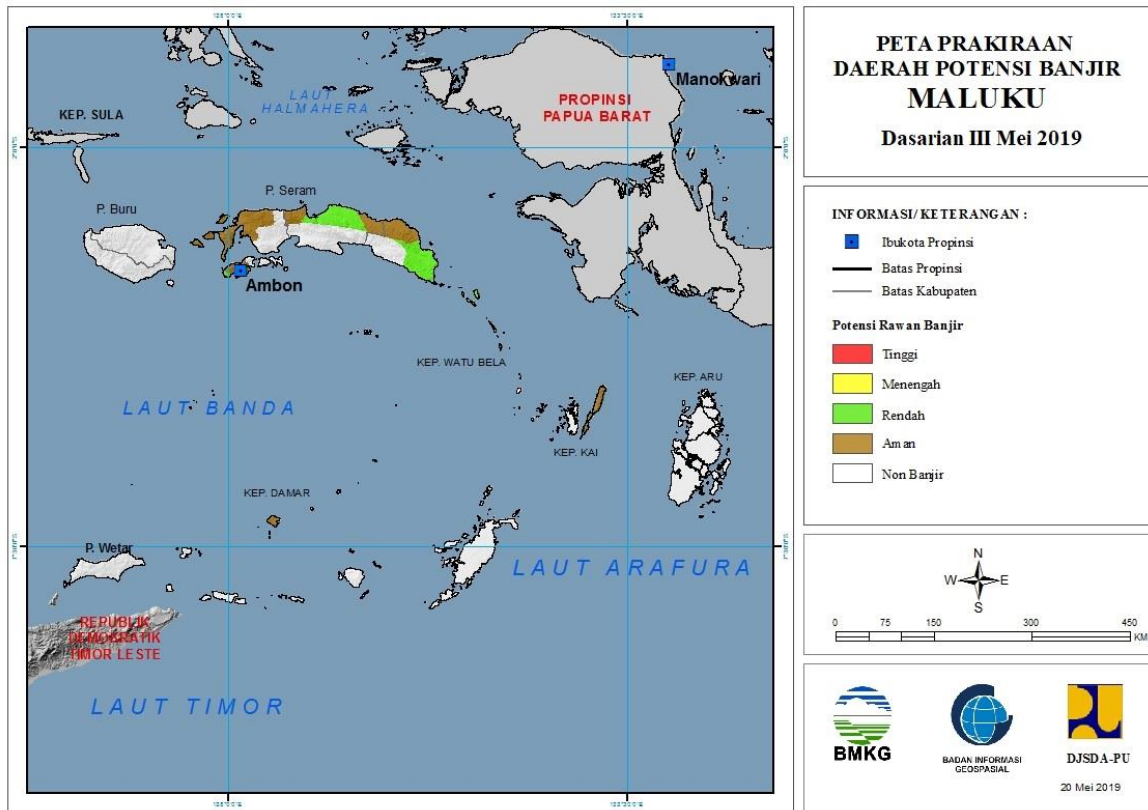 PETA PRAKIRAAN
DAERAH POTENSI BANJIR
MALUKU
Dasarian III Mei 2019
INFORMASI/ KETERANGAN :
Ibukota Propinsi
Batas Propinsi
Batas Kabupaten
Potensi Rawan Banjir
Tinggi
Menengah
Rendah
Aman
Non Banjir
N
W E
S
0 75 150 300 450
KM
BMKG
BADAN INFORMASI
GEOSPASIAL
DJSDA-PU
20 Mei 2019
Manokwari
LAUT
HALMAHERA
PROPINSI
PAPUA BARAT
KEP. SULA
P. Seram
P. Buru
Ambon
KEP. WATU BELA
KEP. ARU
LAUT BANDA
KEP. KAI
KEP. DAMAR
P. Wetar
LAUT ARAFURA
REPUBLIK
DEMOKRATIK
TIMOR LESTE
LAUT TIMOR